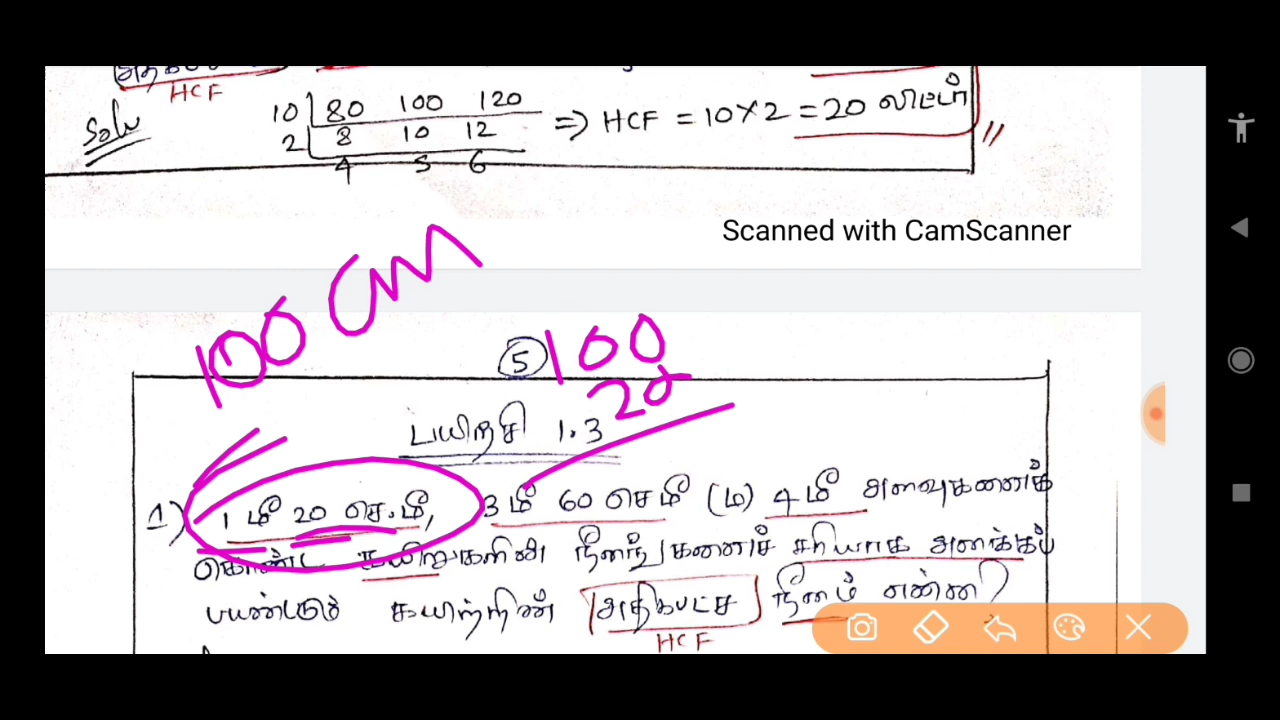 HCF
Solu
10 80 100 120 => HCF = 10×2 = 20 லிட்டர்
2 8 10 12
4 5 6
Scanned with CamScanner
100 cm
5 100
20
பயிற்சி 1.3
1) 1 மீ 20 செ.மீ, 3 மீ 60 செமீ (ம) 4 மீ அளவுகளைக்
கொண்ட கயிறுகளின் நீளங்களைச் சரியாக அளக்கப்
பயன்படும் கயிற்றின் அதிகபட்ச நீளம் என்ன?
HCF